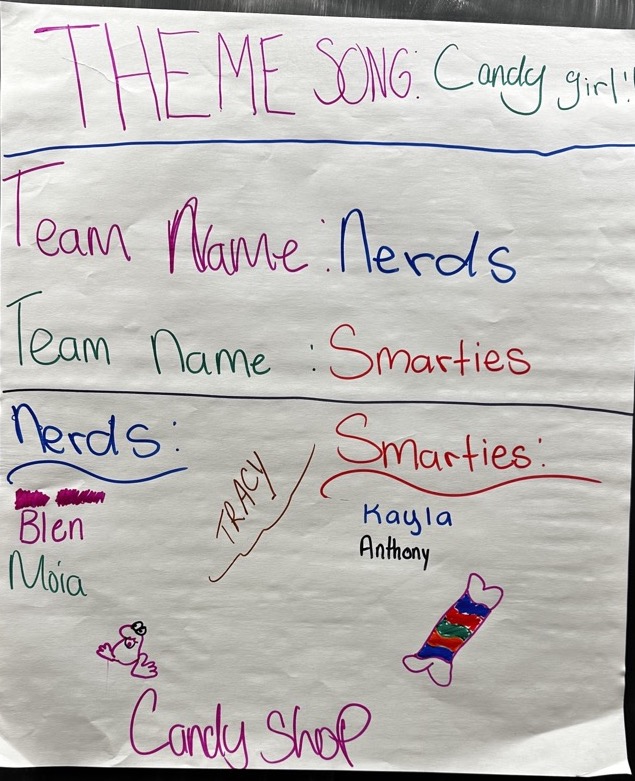 THEME SONG: Candy girl!
Team Name: Nerds
Team Name: Smarties
Nerds:
Blen
Moia
TRACY
Smarties:
Kayla
Anthony
Candy Shop